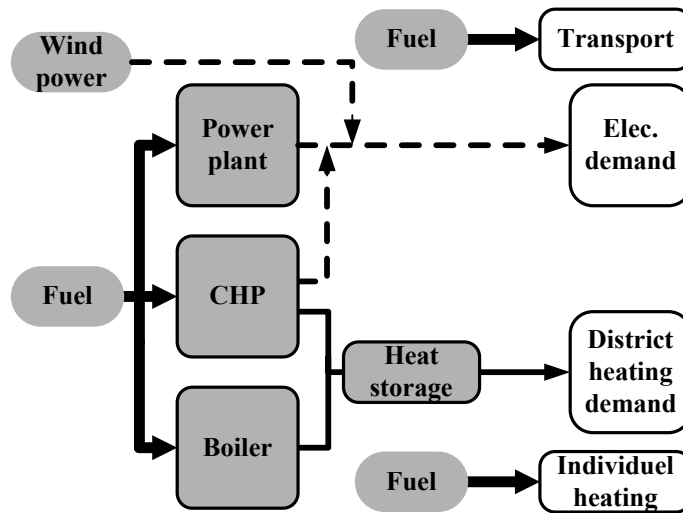 Wind
power
Fuel
Transport
Power
plant
Elec.
demand
Fuel
CHP
Heat
storage
District
heating
demand
Boiler
Fuel
Individuel
heating